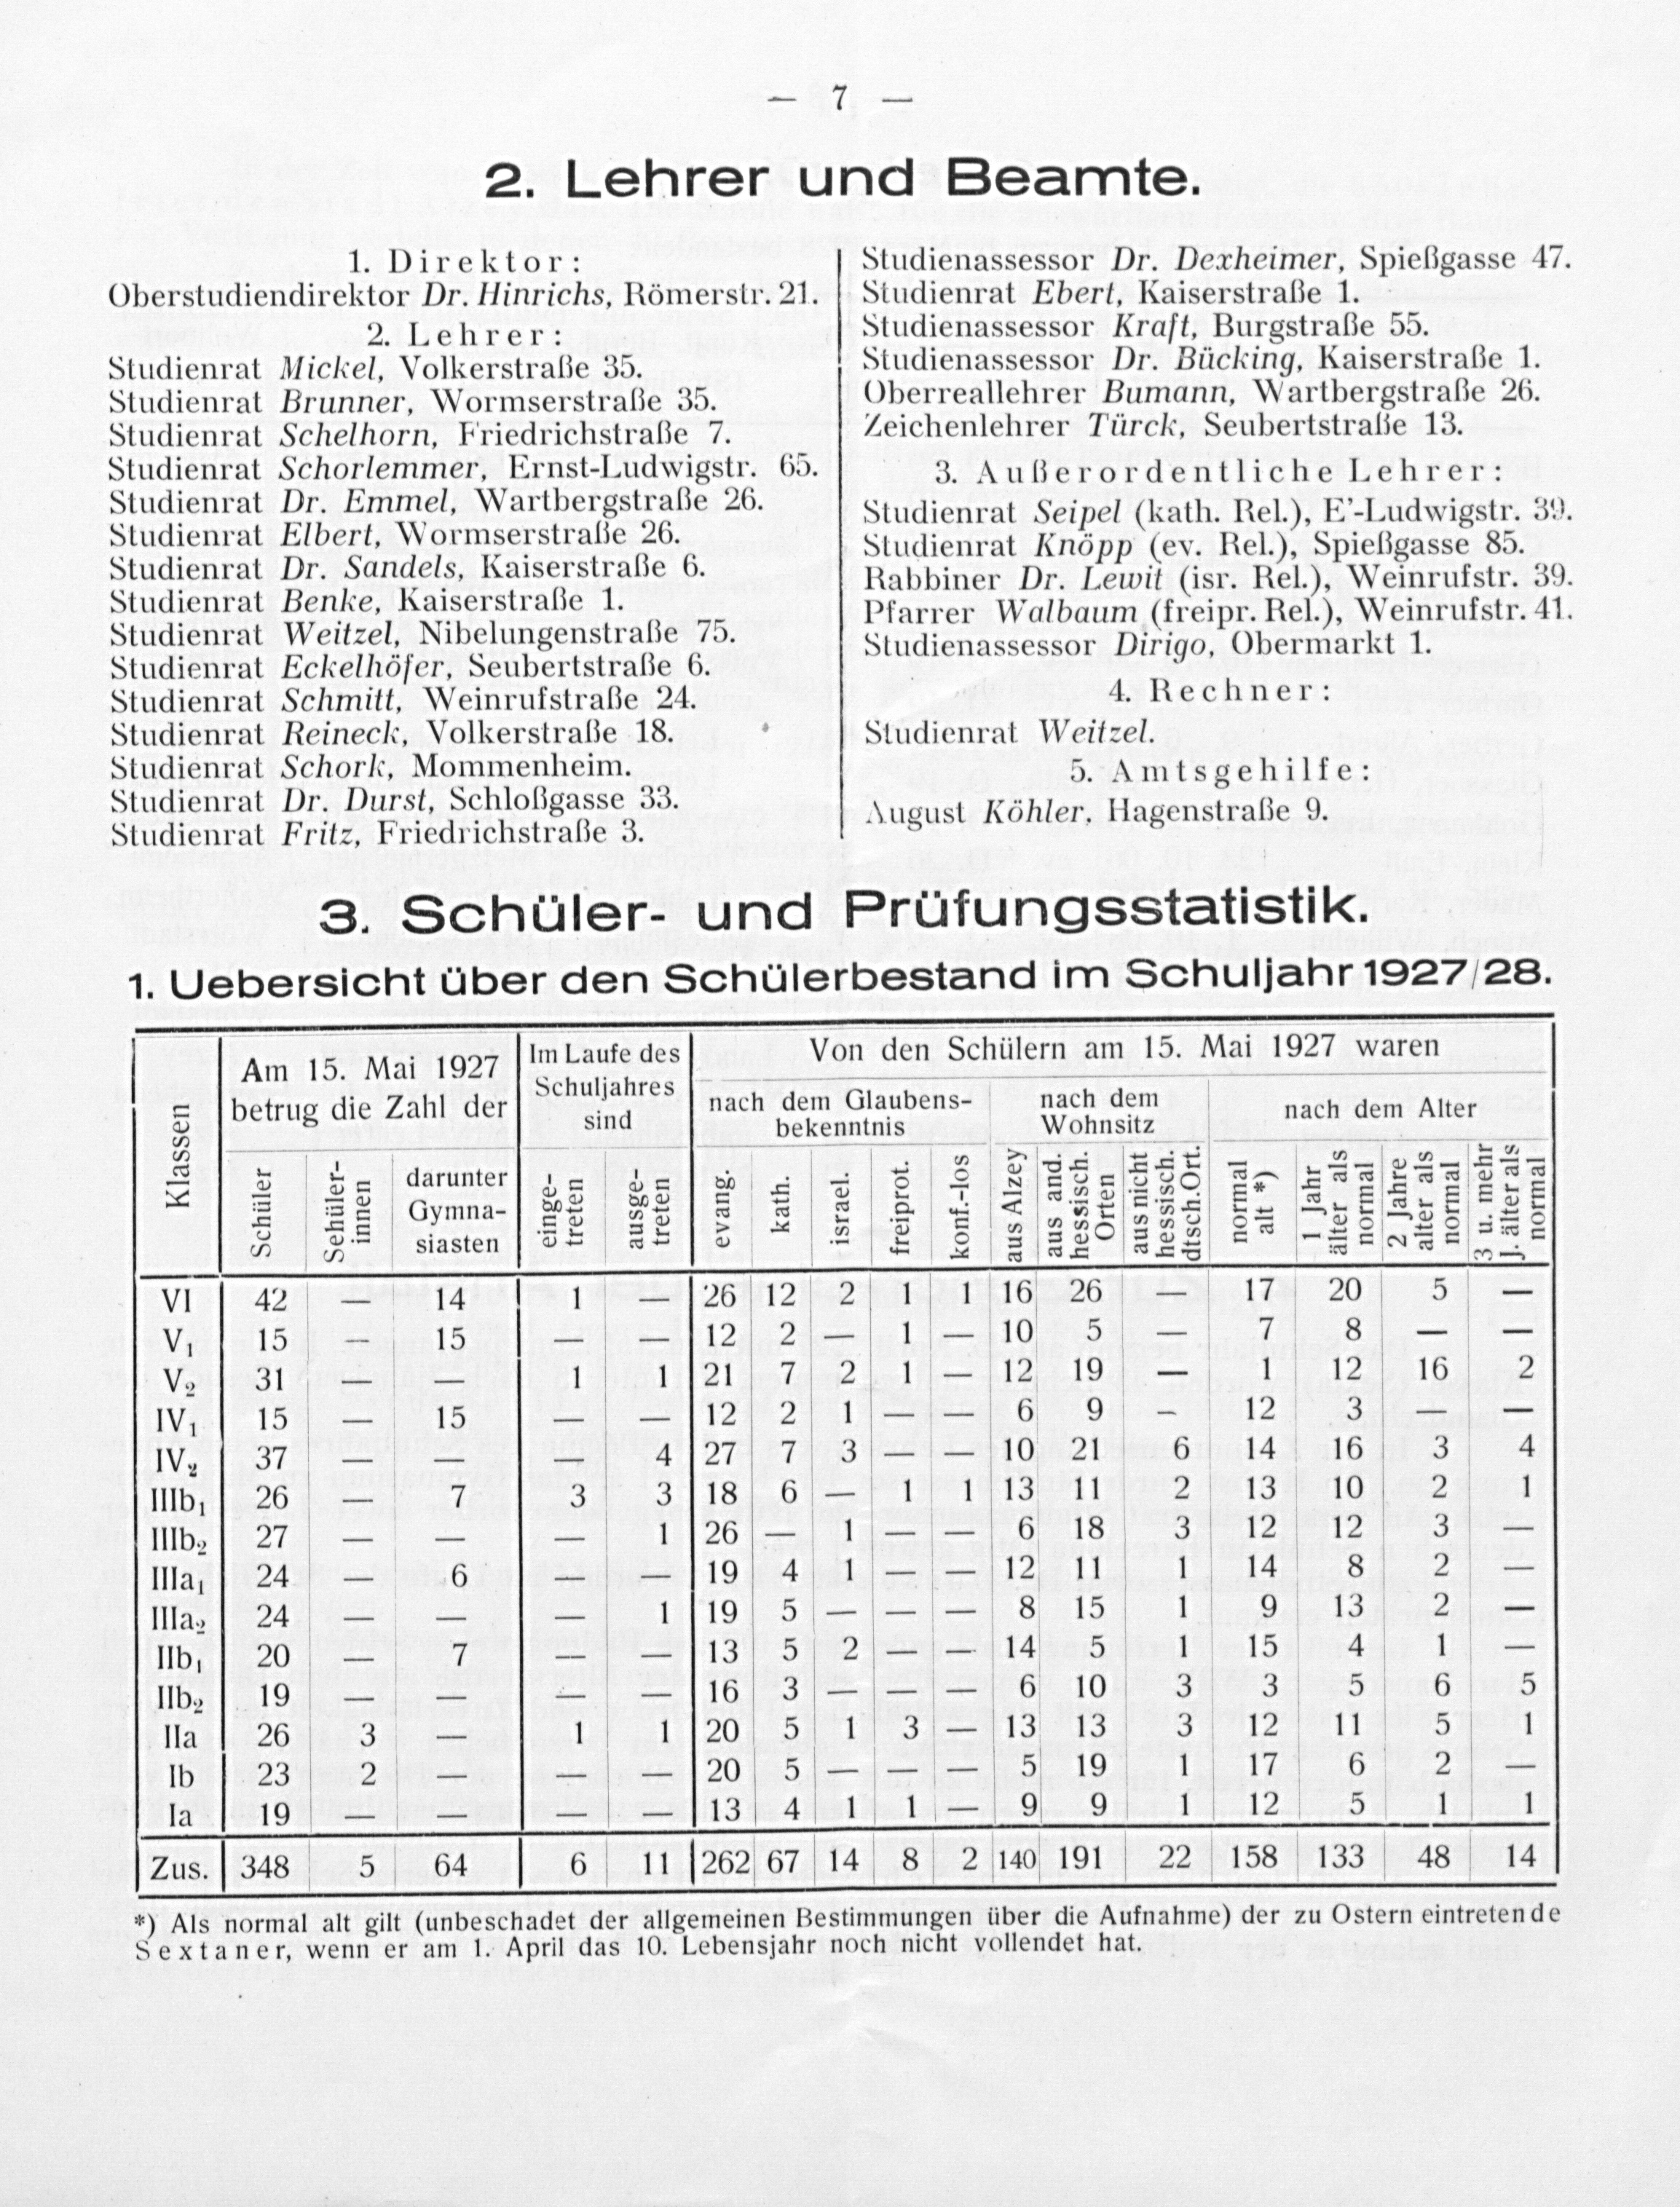 — 7 —
2. Lehrer und Beamte.
1. Direktor:
Oberstudiendirektor Dr. Hinrichs, Römerstr. 21.
2. Lehrer:
Studienrat Mickel, Volkerstraße 35.
Studienrat Brunner, Wormserstraße 35.
Studienrat Schelhorn, Friedrichstraße 7.
Studienrat Schorlemmer, Ernst-Ludwigstr. 65.
Studienrat Dr. Emmel, Wartbergstraße 26.
Studienrat Elbert, Wormserstraße 26.
Studienrat Dr. Sandels, Kaiserstraße 6.
Studienrat Benke, Kaiserstraße 1.
Studienrat Weitzel, Nibelungenstraße 75.
Studienrat Eckelhöfer, Seubertstraße 6.
Studienrat Schmitt, Weinrufstraße 24.
Studienrat Reineck, Volkerstraße 18.
Studienrat Schork, Mommenheim.
Studienrat Dr. Durst, Schloßgasse 33.
Studienrat Fritz, Friedrichstraße 3.
Studienassessor Dr. Dexheimer, Spießgasse 47.
Studienrat Ebert, Kaiserstraße 1.
Studienassessor Kraft, Burgstraße 55.
Studienassessor Dr. Bücking, Kaiserstraße 1.
Oberreallehrer Bumann, Wartbergstraße 26.
Zeichenlehrer Türck, Seubertstraße 13.
3. Außerordentliche Lehrer:
Studienrat Seipel (kath. Rel.), E'-Ludwigstr. 39.
Studienrat Knöpp (ev. Rel.), Spießgasse 85.
Rabbiner Dr. Lewit (isr. Rel.), Weinrufstr. 39.
Pfarrer Walbaum (freipr. Rel.), Weinrufstr. 41.
Studienassessor Dirigo, Obermarkt 1.
4. Rechner:
Studienrat Weitzel.
5. Amtsgehilfe:
August Köhler, Hagenstraße 9.
3. Schüler- und Prüfungsstatistik.
1. Uebersicht über den Schülerbestand im Schuljahr 1927/28.
Klassen
Am 15. Mai 1927
betrug die Zahl der
Im Laufe des
Schuljahres
sind
Von den Schülern am 15. Mai 1927 waren
nach dem Glaubens-
bekenntnis
nach dem
Wohnsitz
nach dem Alter
Schüler
Sehüler-
innen
darunter
Gymna-
siasten
einge-
treten
ausge-
treten
evang.
kath.
israel.
freiprot.
konf.-los
aus Alzey
aus and.
hessisch.
Orten
aus nicht
hessisch.
dtsch.Ort.
normal
alt *)
1 Jahr
älter als
normal
2 Jahre
älter als
normal
3 u. mehr
J. älter als
normal
VI 42 — 14 1 — 26 12 2 1 1 16 26 — 17 20 5 —
V1 15 — 15 — — 12 2 — 1 — 10 5 — 7 8 — —
V2 31 — — 1 1 21 7 2 1 — 12 19 — 1 12 16 2
IV1 15 — 15 — — 12 2 1 — — 6 9 – 12 3 — —
IV2 37 — — — 4 27 7 3 — — 10 21 6 14 16 3 4
IIIb1 26 — 7 3 3 18 6 — 1 1 13 11 2 13 10 2 1
IIIb2 27 — — — 1 26 — 1 — — 6 18 3 12 12 3 —
IIIa1 24 — 6 — — 19 4 1 — — 12 11 1 14 8 2 —
IIIa2 24 — — — 1 19 5 — — — 8 15 1 9 13 2 —
IIb1 20 — 7 — — 13 5 2 — — 14 5 1 15 4 1 —
IIb2 19 — — — — 16 3 — — — 6 10 3 3 5 6 5
IIa 26 3 — 1 1 20 5 1 3 — 13 13 3 12 11 5 1
Ib 23 2 — — — 20 5 — — — 5 19 1 17 6 2 —
Ia 19 — — — — 13 4 1 1 — 9 9 1 12 5 1 1
Zus. 348 5 64 6 11 262 67 14 8 2 140 191 22 158 133 48 14
*) Als normal alt gilt (unbeschadet der allgemeinen Bestimmungen über die Aufnahme) der zu Ostern eintretende
Sextaner, wenn er am 1. April das 10. Lebensjahr noch nicht vollendet hat.